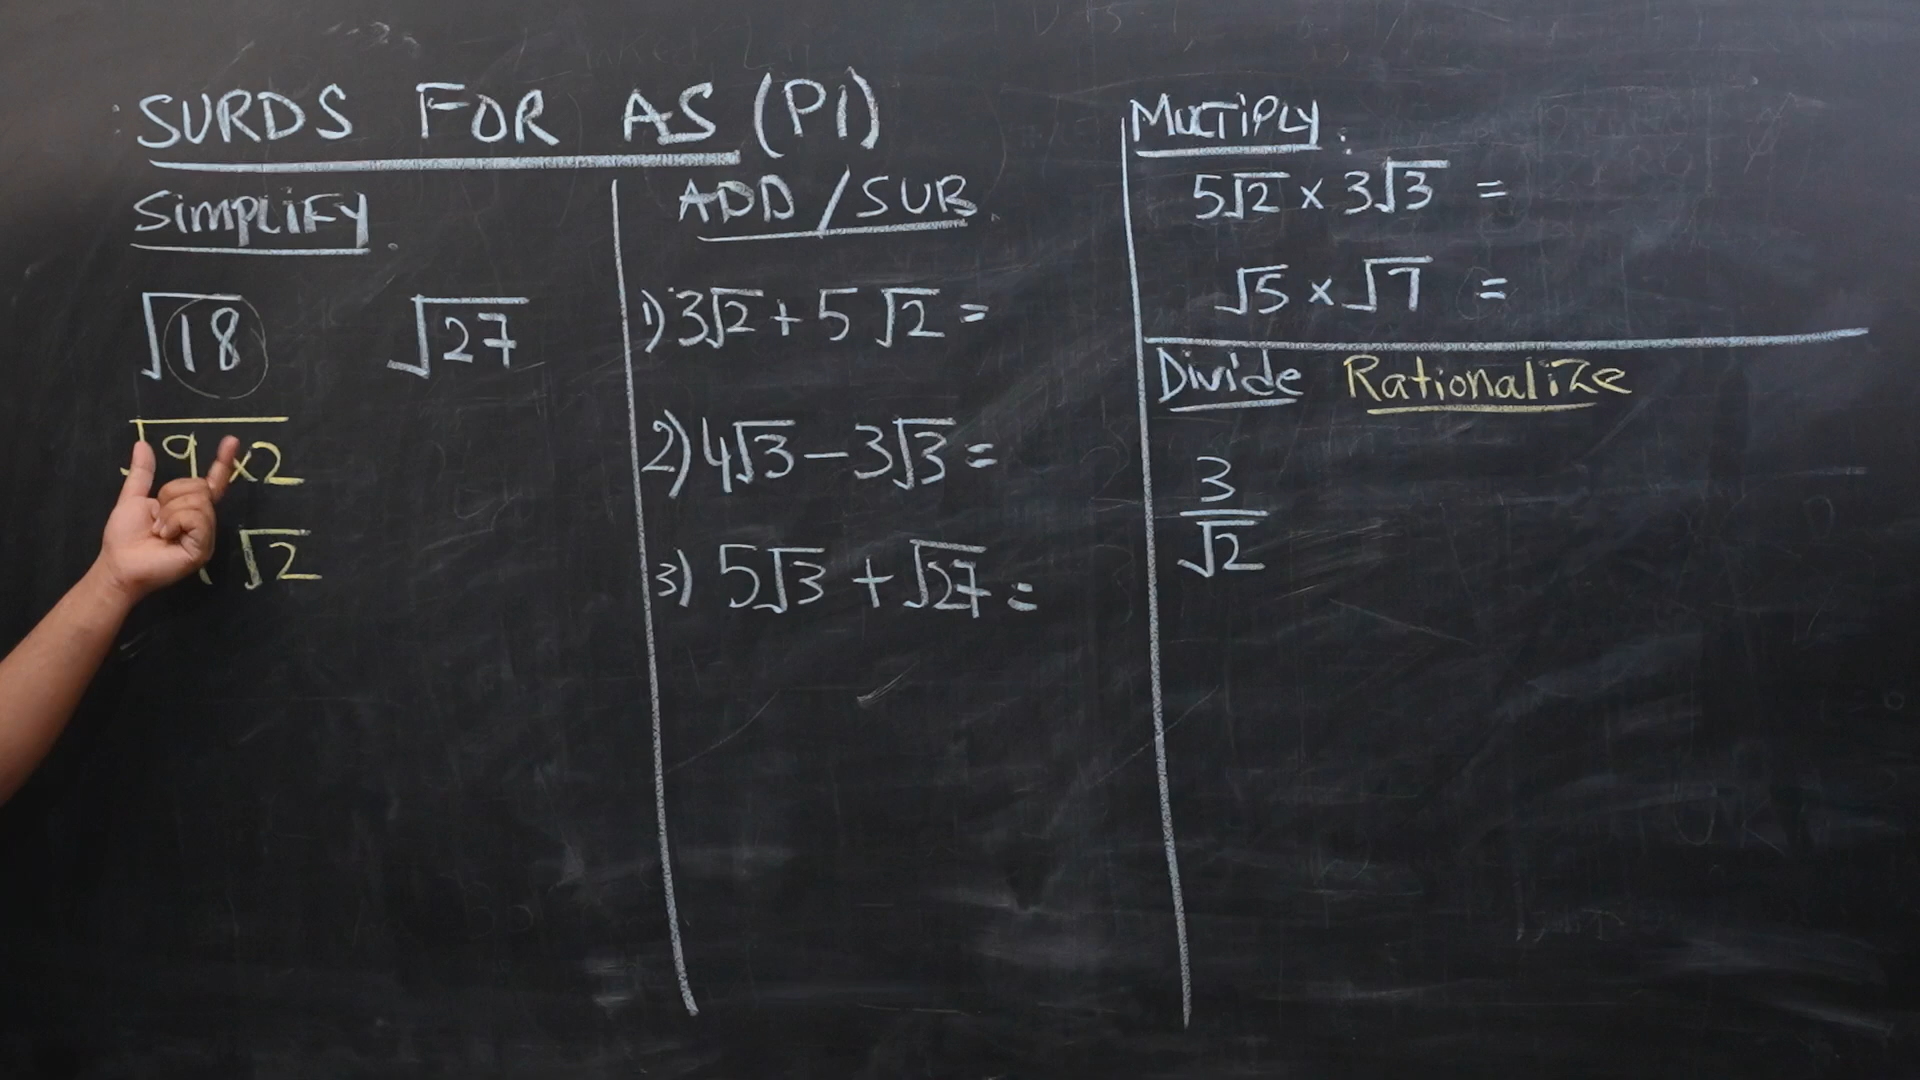 SURDS FOR AS (P1)
Simplify.
√18 √27
√9×2
√2
ADD/SUB.
1) 3√2 + 5√2 =
2) 4√3 − 3√3 =
3) 5√3 + √27 =
Multiply:
5√2 × 3√3 =
√5 × √7 =
Divide Rationalize
3
√2